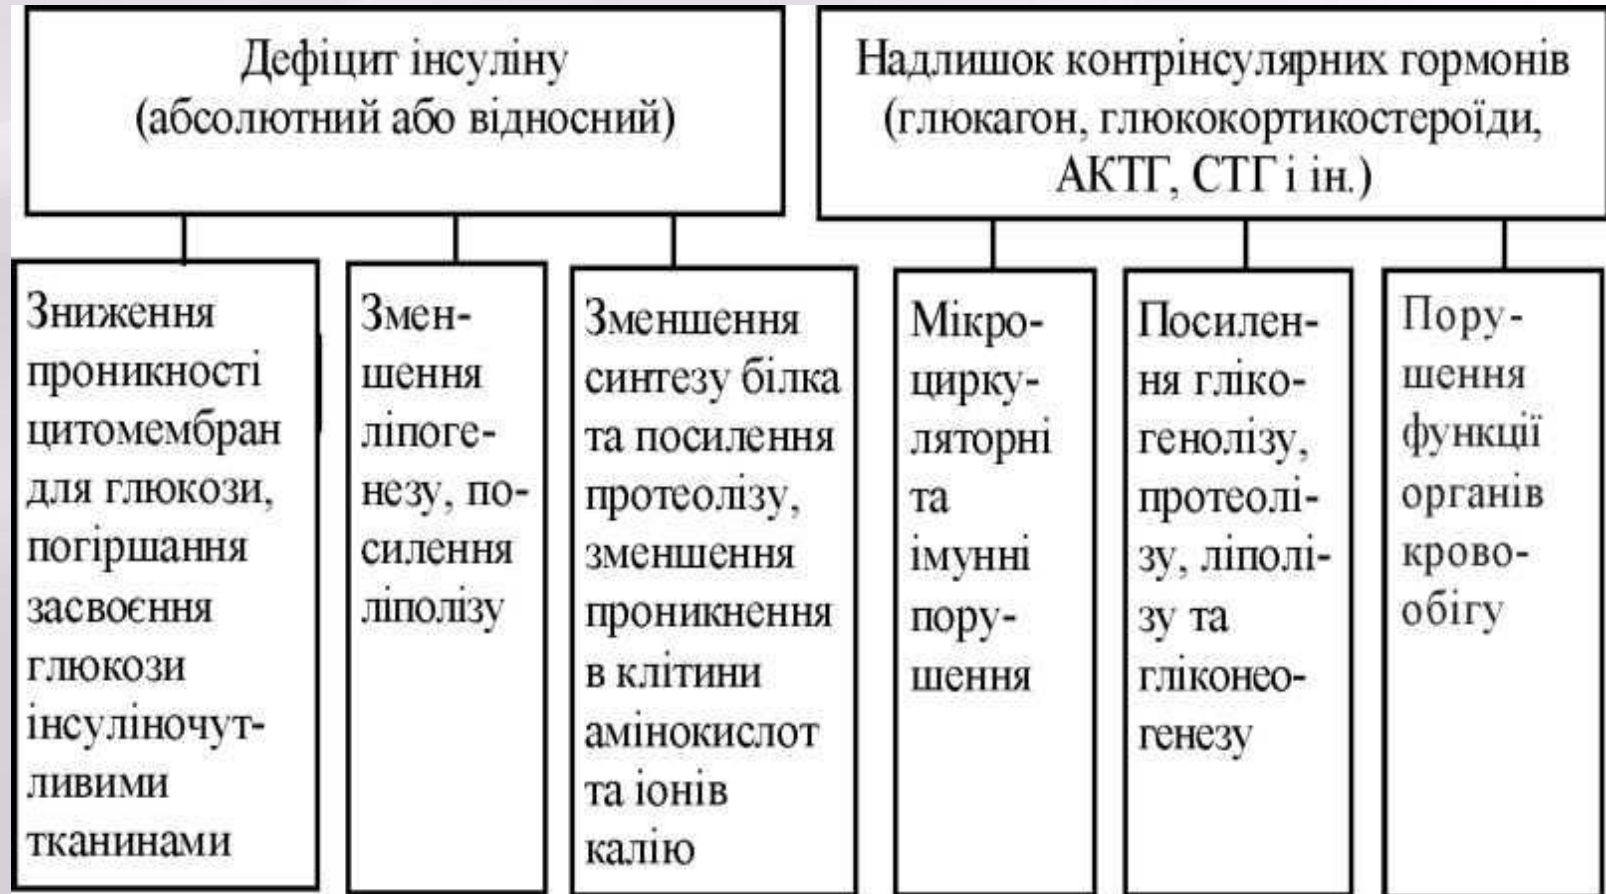 Дефіцит інсуліну
(абсолютний або відносний)
Надлишок контрінсулярних гормонів
(глюкагон, глюкокортикостероїди,
АКТГ, СТГ і ін.)
Зниження
проникності
цитомембран
для глюкози,
погіршання
засвоєння
глюкози
інсуліночут-
ливими
тканинами
Змен-
шення
ліпоге-
незу, по-
силення
ліполізу
Зменшення
синтезу білка
та посилення
протеолізу,
зменшення
проникнення
в клітини
амінокислот
та іонів
калію
Мікро-
цирку-
ляторні
та
імунні
пору-
шення
Посилен-
ня гліко-
генолізу,
протеолі-
зу, ліполі-
зу та
гліконео-
генезу
Пору-
шення
функції
органів
крово-
обігу